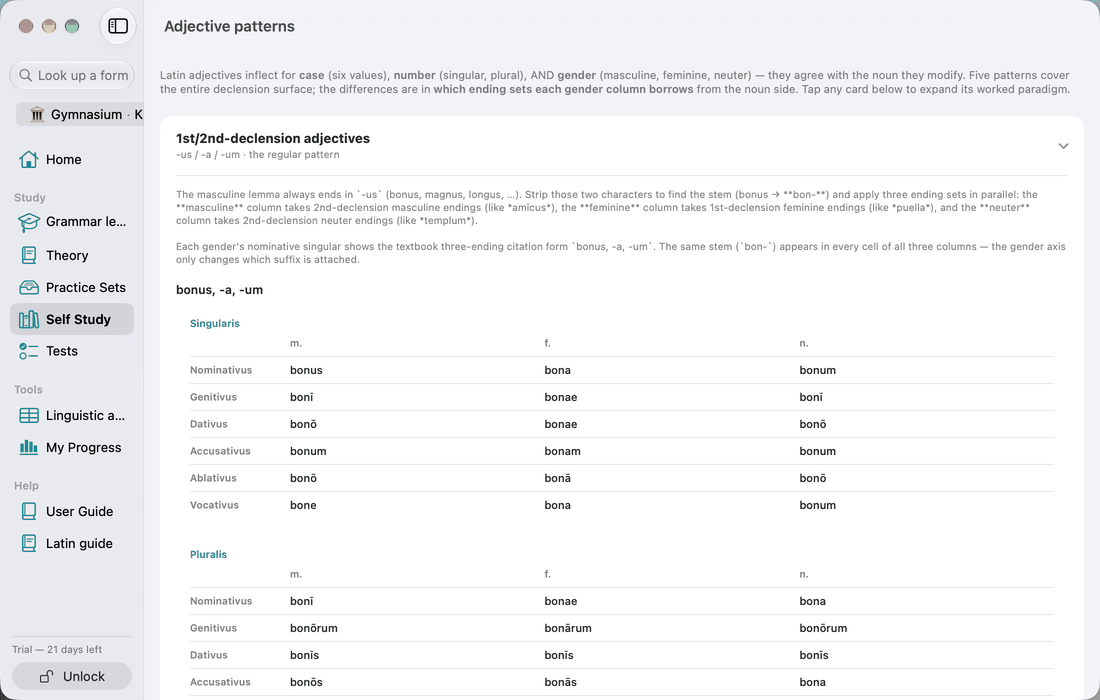 Adjective patterns
Look up a form
Gymnasium · K
Home
Study
Grammar le...
Theory
Practice Sets
Self Study
Tests
Tools
Linguistic a...
My Progress
Help
User Guide
Latin guide
Trial — 21 days left
Unlock
Latin adjectives inflect for case (six values), number (singular, plural), AND gender (masculine, feminine, neuter) — they agree with the noun they modify. Five patterns cover
the entire declension surface; the differences are in which ending sets each gender column borrows from the noun side. Tap any card below to expand its worked paradigm.
1st/2nd-declension adjectives
-us / -a / -um · the regular pattern
The masculine lemma always ends in `-us` (bonus, magnus, longus, …). Strip those two characters to find the stem (bonus → **bon-**) and apply three ending sets in parallel: the
**masculine** column takes 2nd-declension masculine endings (like *amicus*), the **feminine** column takes 1st-declension feminine endings (like *puella*), and the **neuter**
column takes 2nd-declension neuter endings (like *templum*).
Each gender's nominative singular shows the textbook three-ending citation form `bonus, -a, -um`. The same stem (`bon-`) appears in every cell of all three columns — the gender axis
only changes which suffix is attached.
bonus, -a, -um
Singularis
m. f. n.
Nominativus bonus bona bonum
Genitivus bonī bonae bonī
Dativus bonō bonae bonō
Accusativus bonum bonam bonum
Ablativus bonō bonā bonō
Vocativus bone bona bonum
Pluralis
m. f. n.
Nominativus bonī bonae bona
Genitivus bonōrum bonārum bonōrum
Dativus bonīs bonīs bonīs
Accusativus bonōs bonās bona